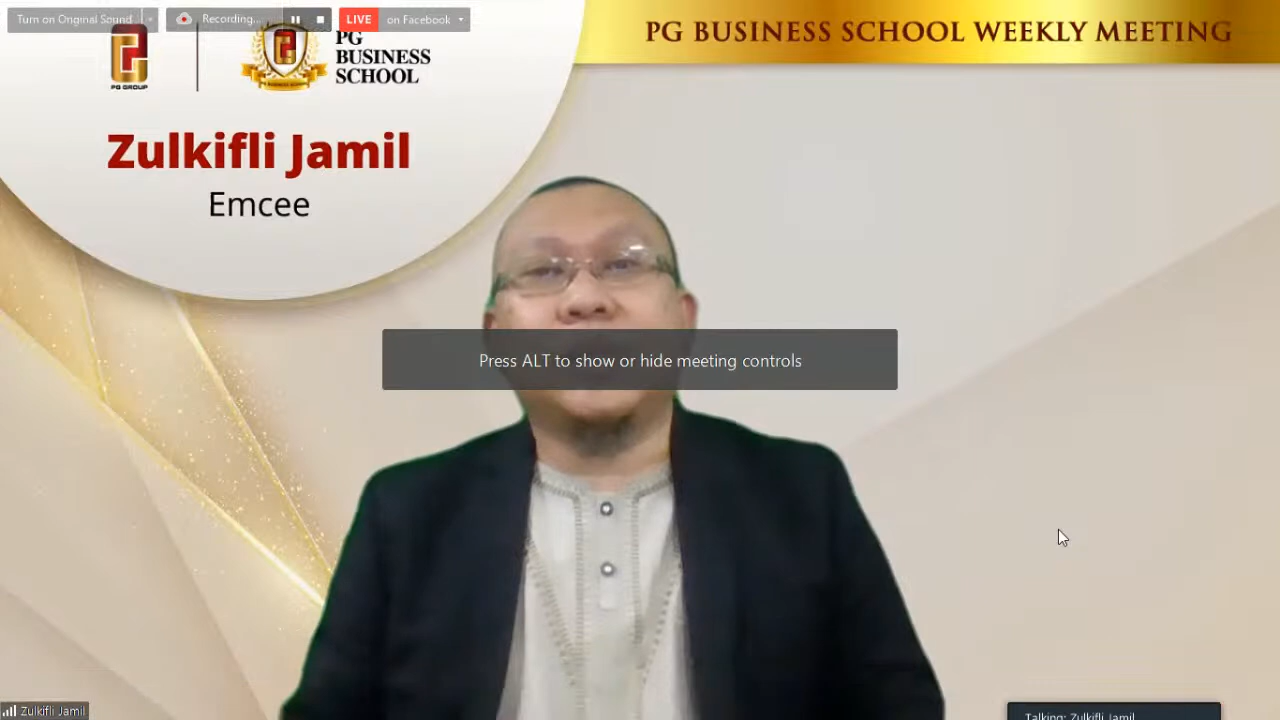 Turn on Original Sound
Recording...
LIVE on Facebook
PG BUSINESS SCHOOL WEEKLY MEETING
PG GROUP
PG
BUSINESS
SCHOOL
Zulkifli Jamil
Emcee
Press ALT to show or hide meeting controls
Zulkifli Jamil
Talking: Zulkifli Jamil